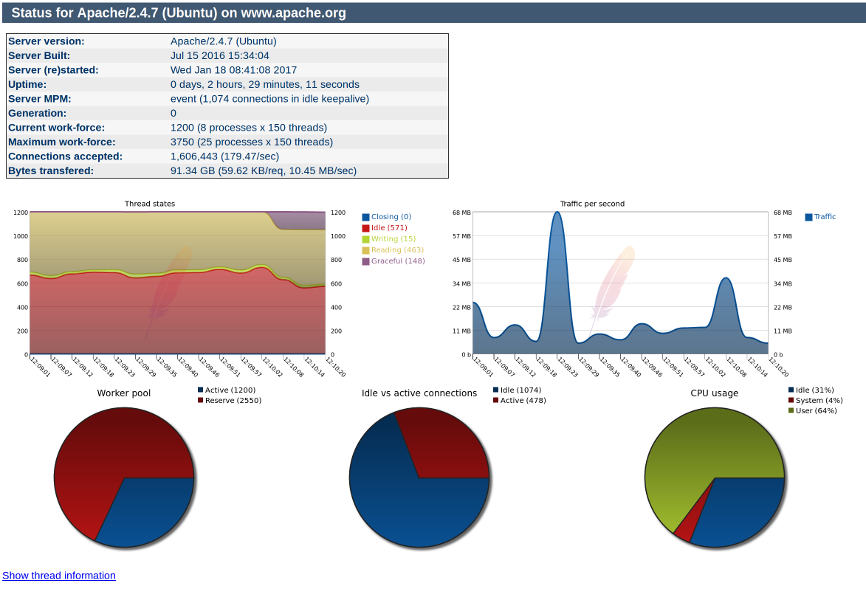 Status for Apache/2.4.7 (Ubuntu) on www.apache.org
Server version: Apache/2.4.7 (Ubuntu)
Server Built: Jul 15 2016 15:34:04
Server (re)started: Wed Jan 18 08:41:08 2017
Uptime: 0 days, 2 hours, 29 minutes, 11 seconds
Server MPM: event (1,074 connections in idle keepalive)
Generation: 0
Current work-force: 1200 (8 processes x 150 threads)
Maximum work-force: 3750 (25 processes x 150 threads)
Connections accepted: 1,606,443 (179.47/sec)
Bytes transfered: 91.34 GB (59.62 KB/req, 10.45 MB/sec)
Thread states
1200 1200
1000 1000
800 800
600 600
400 400
200 200
0 0
12:09:01 12:09:07 12:09:12 12:09:18 12:09:23 12:09:29 12:09:35 12:09:40 12:09:46 12:09:51 12:09:57 12:10:02 12:10:08 12:10:14 12:10:20
Closing (0)
Idle (571)
Writing (15)
Reading (463)
Graceful (148)
Traffic per second
68 MB 68 MB
57 MB 57 MB
45 MB 45 MB
34 MB 34 MB
22 MB 22 MB
11 MB 11 MB
0 b 0 b
12:09:01 12:09:07 12:09:12 12:09:18 12:09:23 12:09:29 12:09:35 12:09:40 12:09:46 12:09:51 12:09:57 12:10:02 12:10:08 12:10:14 12:10:20
Traffic
Worker pool
Active (1200)
Reserve (2550)
Idle vs active connections
Idle (1074)
Active (478)
CPU usage
Idle (31%)
System (4%)
User (64%)
Show thread information